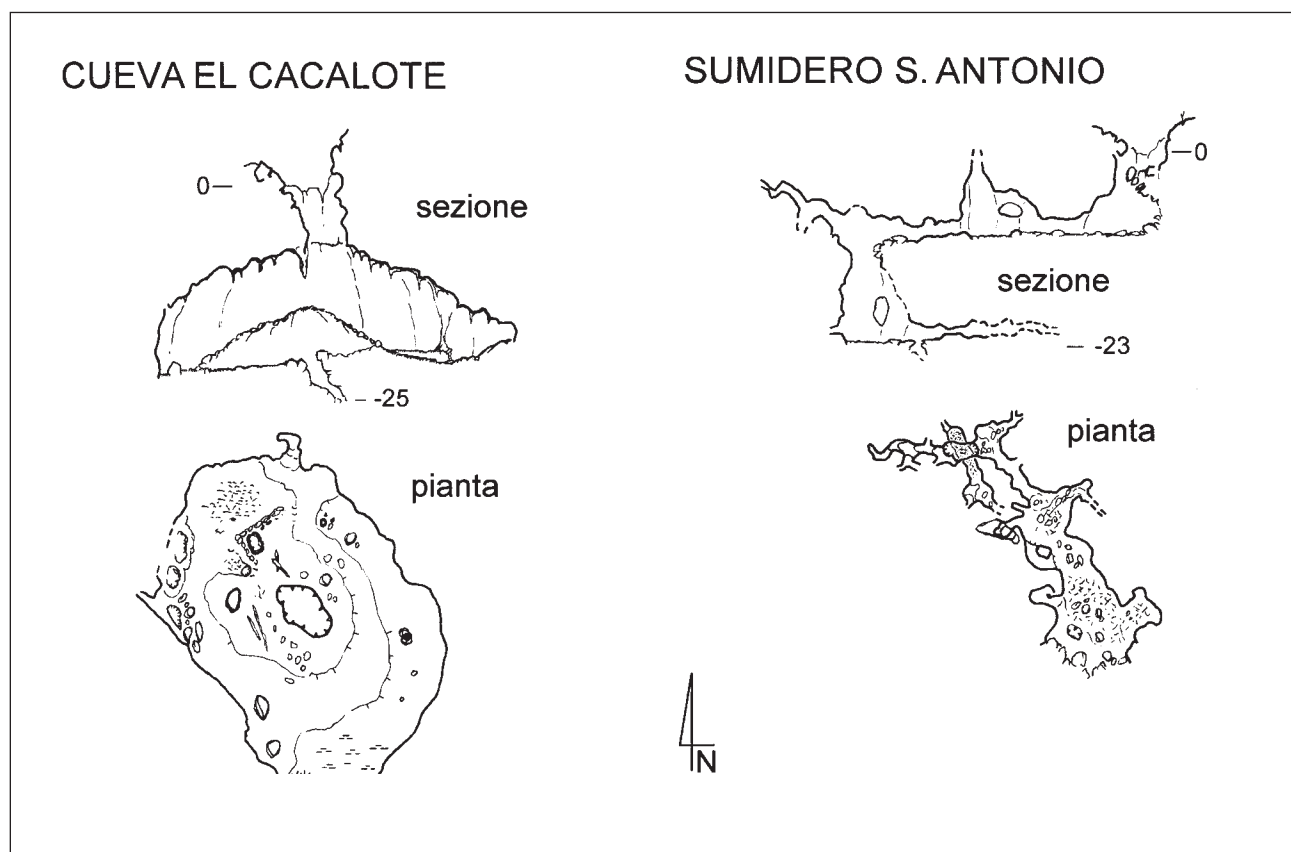 CUEVA EL CACALOTE
0—
sezione
– -25
pianta
SUMIDERO S. ANTONIO
—0
sezione
— -23
pianta
N